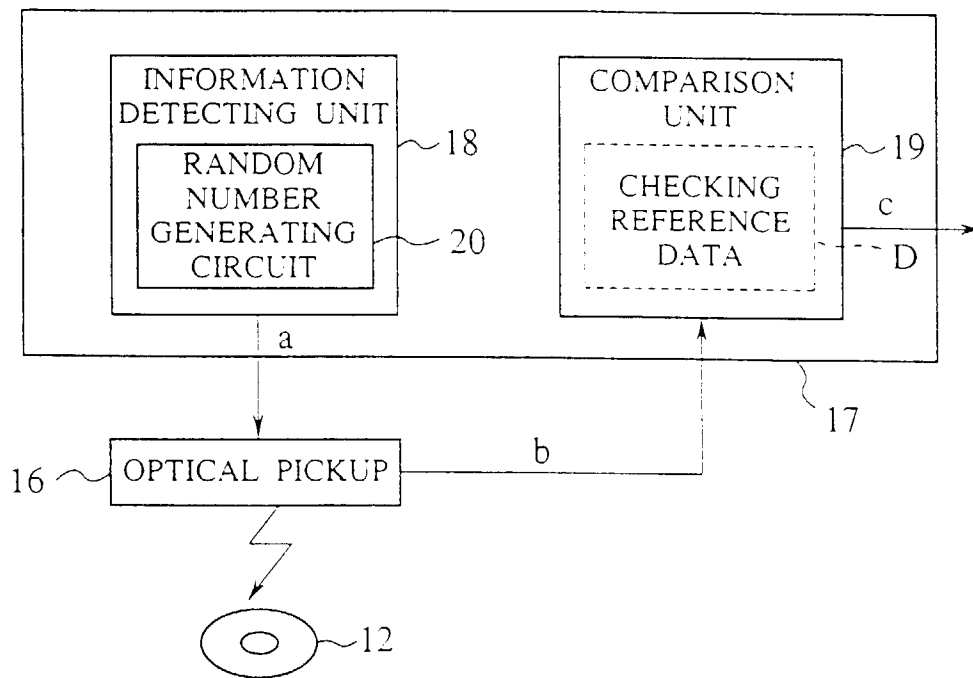 INFORMATION
DETECTING UNIT
18
RANDOM
NUMBER
GENERATING
CIRCUIT
20
COMPARISON
UNIT
19
CHECKING
REFERENCE
DATA
c
D
a
17
16
OPTICAL PICKUP
b
12